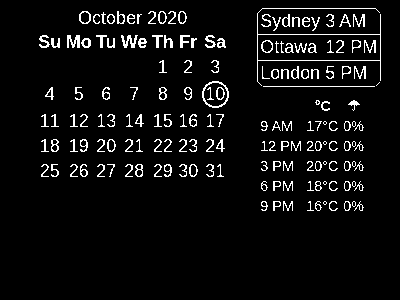 October 2020
Su Mo Tu We Th Fr Sa
1 2 3
4 5 6 7 8 9 10
11 12 13 14 15 16 17
18 19 20 21 22 23 24
25 26 27 28 29 30 31
Sydney 3 AM
Ottawa 12 PM
London 5 PM
°C ☂
9 AM 17°C 0%
12 PM 20°C 0%
3 PM 20°C 0%
6 PM 18°C 0%
9 PM 16°C 0%